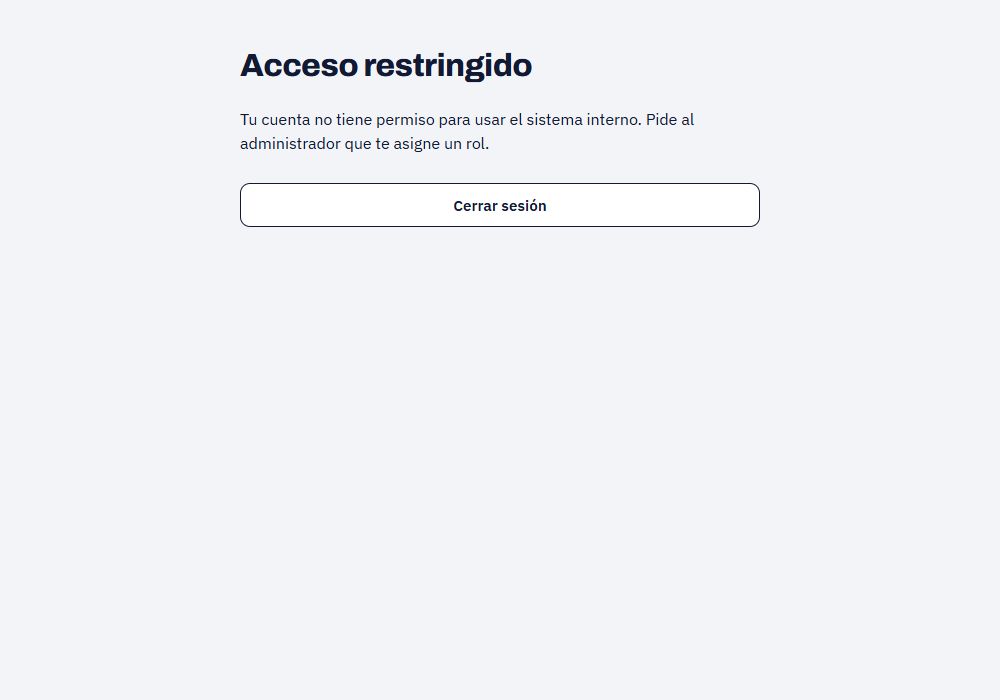 Acceso restringido
Tu cuenta no tiene permiso para usar el sistema interno. Pide al
administrador que te asigne un rol.
Cerrar sesión